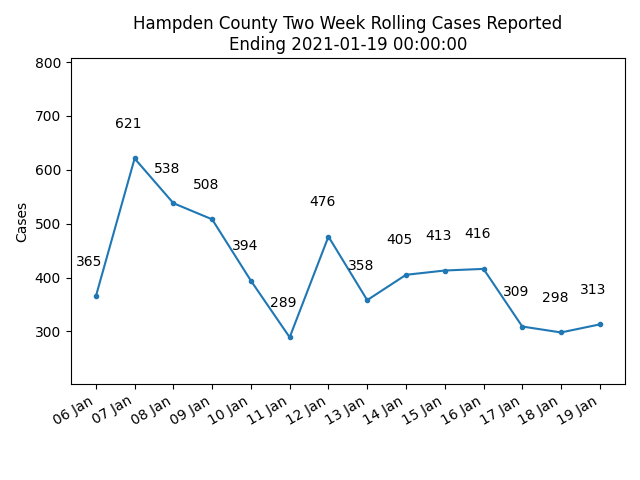 Hampden County Two Week Rolling Cases Reported
Ending 2021-01-19 00:00:00
800
700
600
500
400
300
Cases
365
621
538
508
394
289
476
358
405
413
416
309
298
313
06 Jan
07 Jan
08 Jan
09 Jan
10 Jan
11 Jan
12 Jan
13 Jan
14 Jan
15 Jan
16 Jan
17 Jan
18 Jan
19 Jan